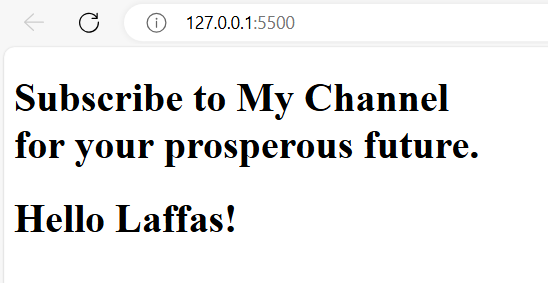 127.0.0.1:5500
Subscribe to My Channel
for your prosperous future.
Hello Laffas!